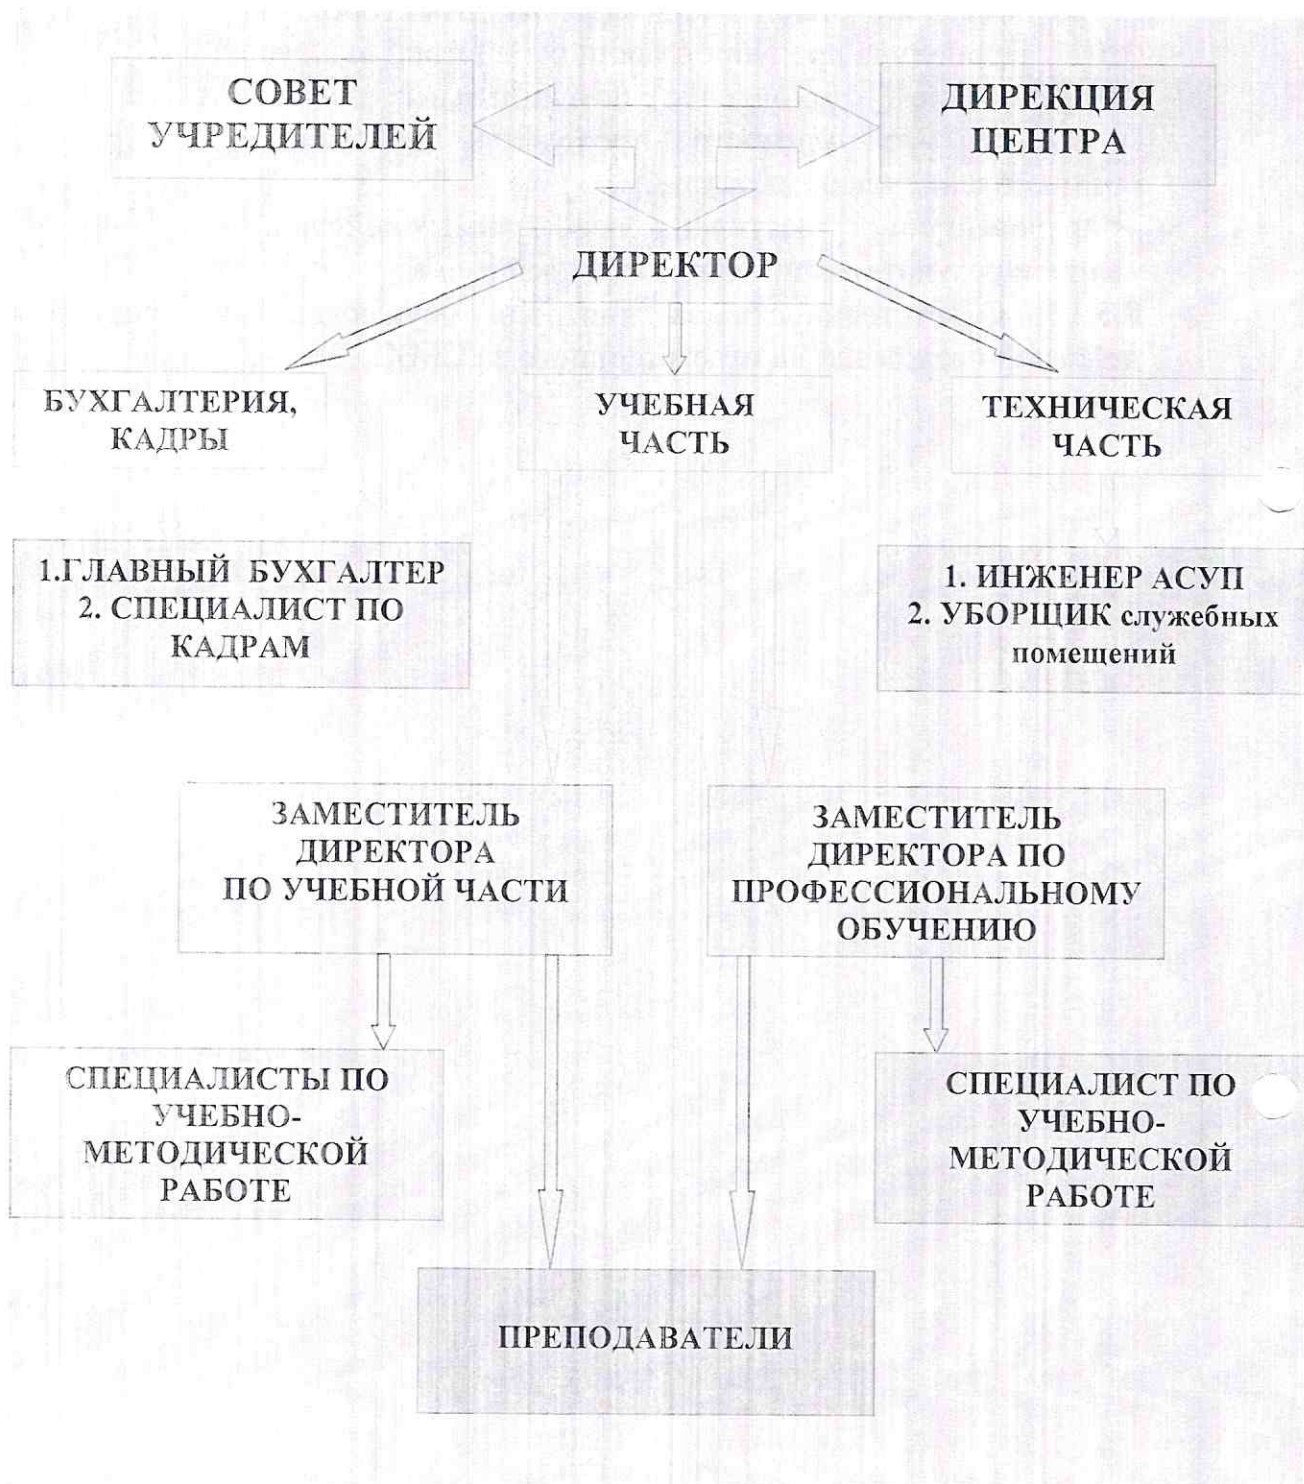 СОВЕТ
УЧРЕДИТЕЛЕЙ
ДИРЕКЦИЯ
ЦЕНТРА
ДИРЕКТОР
БУХГАЛТЕРИЯ,
КАДРЫ
УЧЕБНАЯ
ЧАСТЬ
ТЕХНИЧЕСКАЯ
ЧАСТЬ
1.ГЛАВНЫЙ БУХГАЛТЕР
2. СПЕЦИАЛИСТ ПО
КАДРАМ
1. ИНЖЕНЕР АСУП
2. УБОРЩИК служебных
помещений
ЗАМЕСТИТЕЛЬ
ДИРЕКТОРА
ПО УЧЕБНОЙ ЧАСТИ
ЗАМЕСТИТЕЛЬ
ДИРЕКТОРА ПО
ПРОФЕССИОНАЛЬНОМУ
ОБУЧЕНИЮ
СПЕЦИАЛИСТЫ ПО
УЧЕБНО-
МЕТОДИЧЕСКОЙ
РАБОТЕ
СПЕЦИАЛИСТ ПО
УЧЕБНО-
МЕТОДИЧЕСКОЙ
РАБОТЕ
ПРЕПОДАВАТЕЛИ